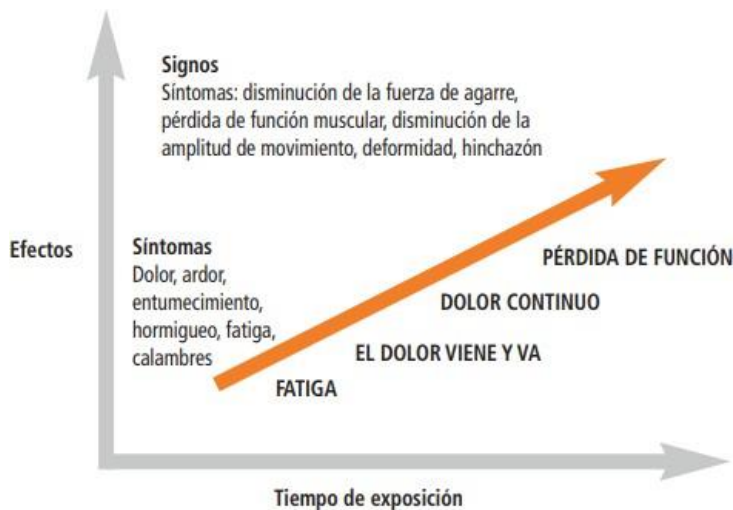 Signos
Síntomas: disminución de la fuerza de agarre,
pérdida de función muscular, disminución de la
amplitud de movimiento, deformidad, hinchazón
Efectos
Síntomas
Dolor, ardor,
entumecimiento,
hormigueo, fatiga,
calambres
PÉRDIDA DE FUNCIÓN
DOLOR CONTINUO
EL DOLOR VIENE Y VA
FATIGA
Tiempo de exposición